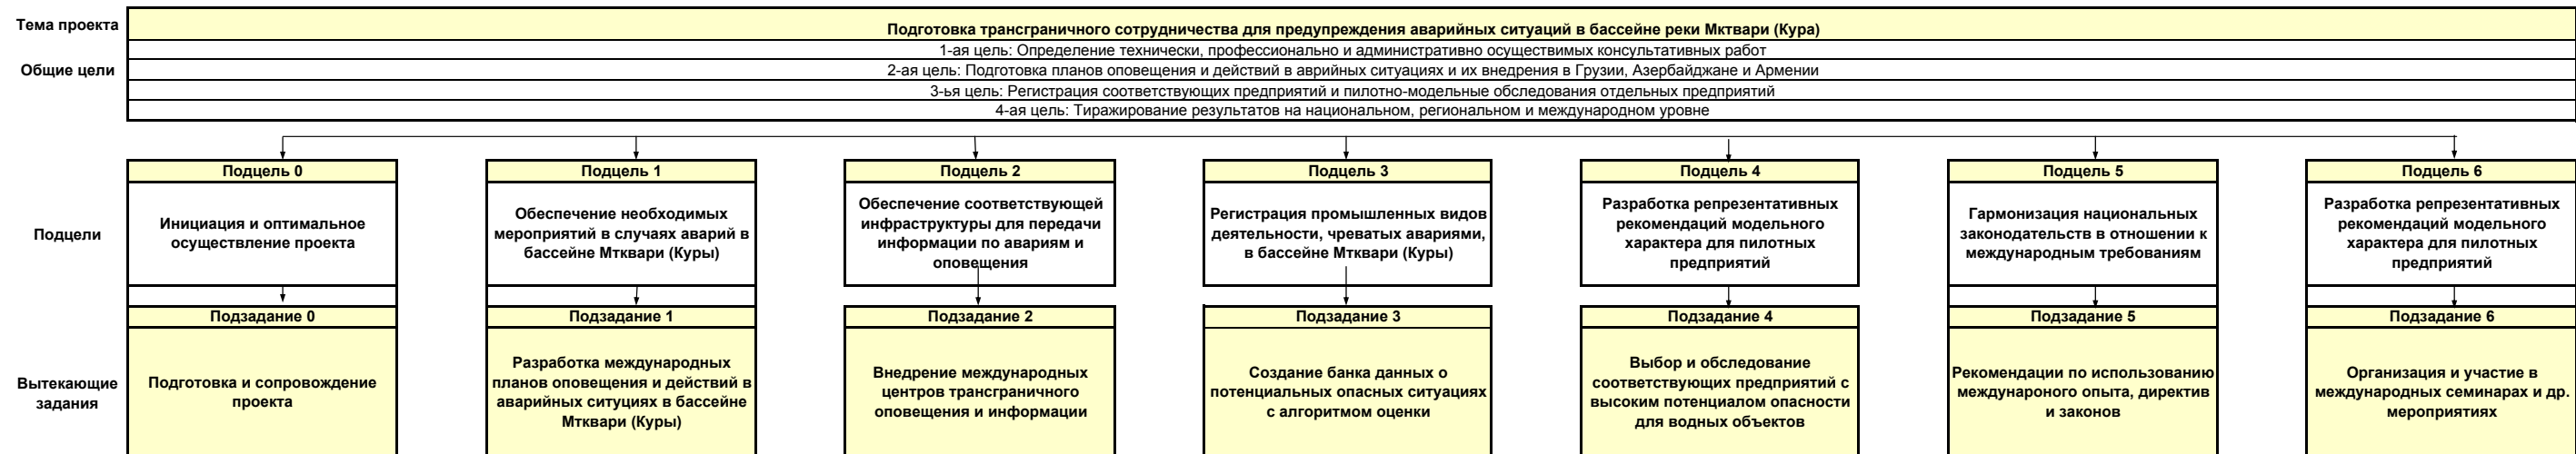 Тема проекта
Подготовка трансграничного сотрудничества для предупреждения аварийных ситуаций в бассейне реки Мктвари (Кура)
Общие цели
1-ая цель: Определение технически, профессионально и административно осуществимых консультативных работ
2-ая цель: Подготовка планов оповещения и действий в аврийных ситуациях и их внедрения в Грузии, Азербайджане и Армении
3-ья цель: Регистрация соответствующих предприятий и пилотно-модельные обследования отдельных предприятий
4-ая цель: Тиражирование результатов на национальном, региональном и международном уровне
Подцели
Подцель 0
Инициация и оптимальное
осуществление проекта
Подцель 1
Обеспечение необходимых
мероприятий в случаях аварий в
бассейне Мтквари (Куры)
Подцель 2
Обеспечение соответствующей
инфраструктуры для передачи
информации по авариям и
оповещения
Подцель 3
Регистрация промышленных видов
деятельности, чреватых авариями,
в бассейне Мтквари (Куры)
Подцель 4
Разработка репрезентативных
рекомендаций модельного
характера для пилотных
предприятий
Подцель 5
Гармонизация национальных
законодательств в отношении к
международным требованиям
Подцель 6
Разработка репрезентативных
рекомендаций модельного
характера для пилотных
предприятий
Вытекающие
задания
Подзадание 0
Подготовка и сопровождение
проекта
Подзадание 1
Разработка международных
планов оповещения и действий в
аварийных ситуциях в бассейне
Мтквари (Куры)
Подзадание 2
Внедрение международных
центров трансграничного
оповещения и информации
Подзадание 3
Создание банка данных о
потенциальных опасных ситуациях
с алгоритмом оценки
Подзадание 4
Выбор и обследование
соответствующих предприятий с
высоким потенциалом опасности
для водных объектов
Подзадание 5
Рекомендации по использованию
междунароного опыта, директив
и законов
Подзадание 6
Организация и участие в
международных семинарах и др.
мероприятиях